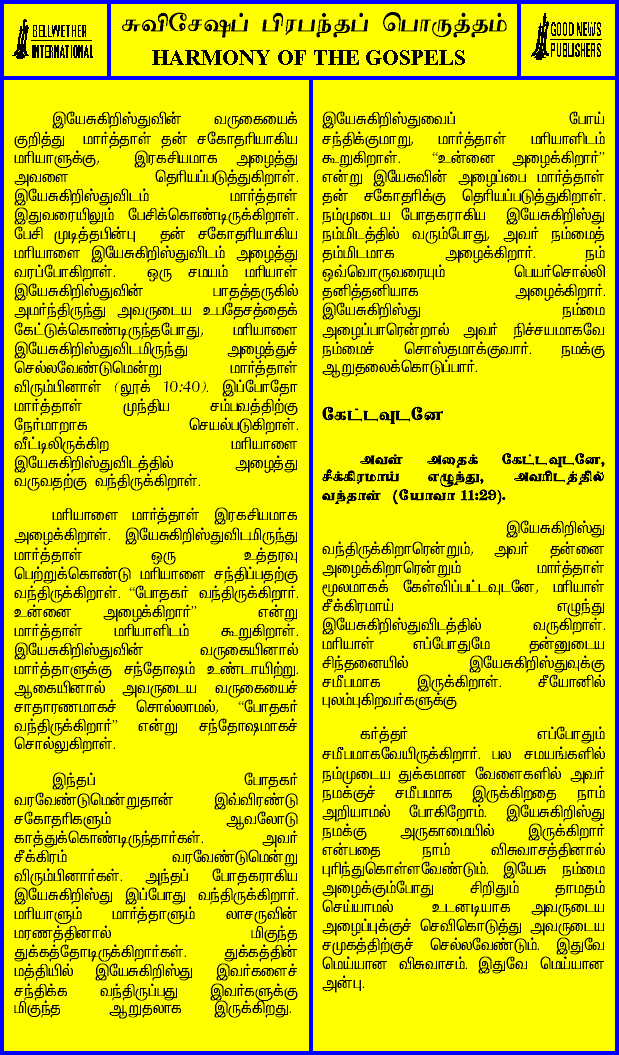 BELLWETHER
INTERNATIONAL
சுவிசேஷப் பிரபந்தப் பொருத்தம்
HARMONY OF THE GOSPELS
GOOD NEWS
PUBLISHERS
இயேசுகிறிஸ்துவின் வருகையைக்
குறித்து மார்த்தாள் தன் சகோதரியாகிய
மரியாளுக்கு, இரகசியமாக அழைத்து
அவளை தெரியப்படுத்துகிறாள்.
இயேசுகிறிஸ்துவிடம் மார்த்தாள்
இதுவரையிலும் பேசிக்கொண்டிருக்கிறாள்.
பேசி முடித்தபின்பு தன் சகோதரியாகிய
மரியாளை இயேசுகிறிஸ்துவிடம் அழைத்து
வரப்போகிறாள். ஒரு சமயம் மரியாள்
இயேசுகிறிஸ்துவின் பாதத்தருகில்
அமர்ந்திருந்து அவருடைய உபதேசத்தைக்
கேட்டுக்கொண்டிருந்தபோது, மரியாளை
இயேசுகிறிஸ்துவிடமிருந்து அழைத்துச்
செல்லவேண்டுமென்று மார்த்தாள்
விரும்பினாள் (லூக் 10:40). இப்போதோ
மார்த்தாள் முந்திய சம்பவத்திற்கு
நேர்மாறாக செயல்படுகிறாள்.
வீட்டிலிருக்கிற மரியாளை
இயேசுகிறிஸ்துவிடத்தில் அழைத்து
வருவதற்கு வந்திருக்கிறாள்.
மரியாளை மார்த்தாள் இரகசியமாக
அழைக்கிறாள். இயேசுகிறிஸ்துவிடமிருந்து
மார்த்தாள் ஒரு உத்தரவு
பெற்றுக்கொண்டு மரியாளை சந்திப்பதற்கு
வந்திருக்கிறாள். “போதகர் வந்திருக்கிறார்.
உன்னை அழைக்கிறார்” என்று
மார்த்தாள் மரியாளிடம் கூறுகிறாள்.
இயேசுகிறிஸ்துவின் வருகையினால்
மார்த்தாளுக்கு சந்தோஷம் உண்டாயிற்று.
ஆகையினால் அவருடைய வருகையைச்
சாதாரணமாகச் சொல்லாமல், “போதகர்
வந்திருக்கிறார்” என்று சந்தோஷமாகச்
சொல்லுகிறாள்.
இந்தப் போதகர்
வரவேண்டுமென்றுதான் இவ்விரண்டு
சகோதரிகளும் ஆவலோடு
காத்துக்கொண்டிருந்தார்கள். அவர்
சீக்கிரம் வரவேண்டுமென்று
விரும்பினார்கள். அந்தப் போதகராகிய
இயேசுகிறிஸ்து இப்போது வந்திருக்கிறார்.
மரியாளும் மார்த்தாளும் லாசருவின்
மரணத்தினால் மிகுந்த
துக்கத்தோடிருக்கிறார்கள். துக்கத்தின்
மத்தியில் இயேசுகிறிஸ்து இவர்களைச்
சந்திக்க வந்திருப்பது இவர்களுக்கு
மிகுந்த ஆறுதலாக இருக்கிறது.
இயேசுகிறிஸ்துவைப் போய்
சந்திக்குமாறு, மார்த்தாள் மரியாளிடம்
கூறுகிறாள். “உன்னை அழைக்கிறார்”
என்று இயேசுவின் அழைப்பை மார்த்தாள்
தன் சகோதரிக்கு தெரியப்படுத்துகிறாள்.
நம்முடைய போதகராகிய இயேசுகிறிஸ்து
நம்மிடத்தில் வரும்போது, அவர் நம்மைத்
தம்மிடமாக அழைக்கிறார். நம்
ஒவ்வொருவரையும் பெயர்சொல்லி
தனித்தனியாக அழைக்கிறார்.
இயேசுகிறிஸ்து நம்மை
அழைப்பாரென்றால் அவர் நிச்சயமாகவே
நம்மைச் சொஸ்தமாக்குவார். நமக்கு
ஆறுதலைக்கொடுப்பார்.
கேட்டவுடனே
அவள் அதைக் கேட்டவுடனே,
சீக்கிரமாய் எழுந்து, அவரிடத்தில்
வந்தாள் (யோவா 11:29).
இயேசுகிறிஸ்து
வந்திருக்கிறாரென்றும், அவர் தன்னை
அழைக்கிறாரென்றும் மார்த்தாள்
மூலமாகக் கேள்விப்பட்டவுடனே, மரியாள்
சீக்கிரமாய் எழுந்து
இயேசுகிறிஸ்துவிடத்தில் வருகிறாள்.
மரியாள் எப்போதுமே தன்னுடைய
சிந்தனையில் இயேசுகிறிஸ்துவுக்கு
சமீபமாக இருக்கிறாள். சீயோனில்
புலம்புகிறவர்களுக்கு
கர்த்தர் எப்போதும்
சமீபமாகவேயிருக்கிறார். பல சமயங்களில்
நம்முடைய துக்கமான வேளைகளில் அவர்
நமக்குச் சமீபமாக இருக்கிறதை நாம்
அறியாமல் போகிறோம். இயேசுகிறிஸ்து
நமக்கு அருகாமையில் இருக்கிறார்
என்பதை நாம் விசுவாசத்தினால்
புரிந்துகொள்ளவேண்டும். இயேசு நம்மை
அழைக்கும்போது சிறிதும் தாமதம்
செய்யாமல் உடனடியாக அவருடைய
அழைப்புக்குச் செவிகொடுத்து அவருடைய
சமுகத்திற்குச் செல்லவேண்டும். இதுவே
மெய்யான விசுவாசம். இதுவே மெய்யான
அன்பு.